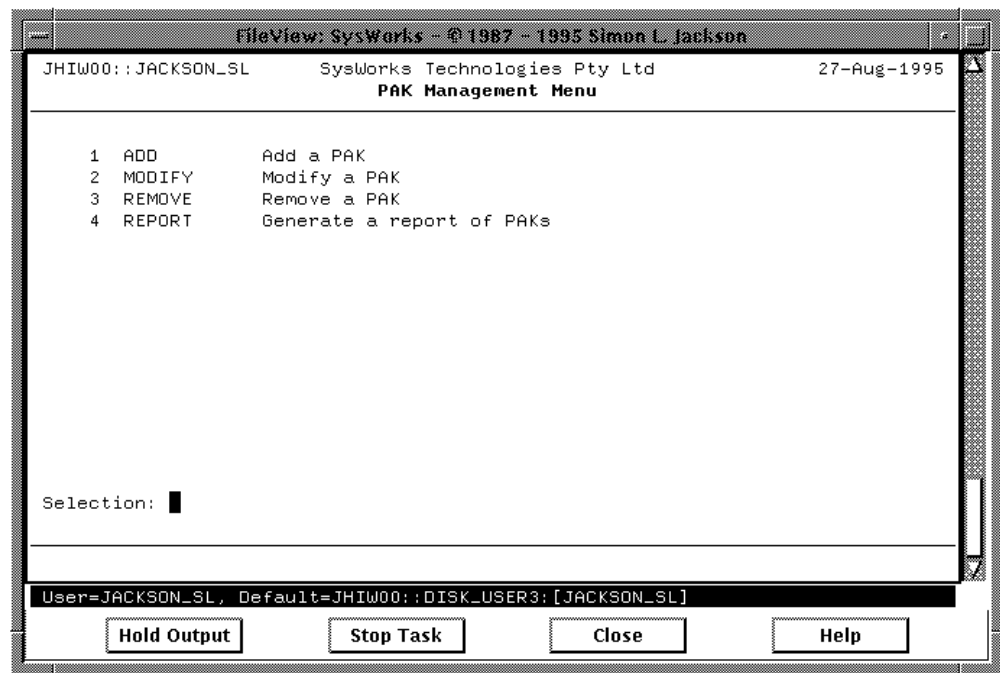 FileView: SysWorks - © 1987 - 1995 Simon L. Jackson
JHIW00::JACKSON_SL SysWorks Technologies Pty Ltd 27-Aug-1995
PAK Management Menu
1 ADD Add a PAK
2 MODIFY Modify a PAK
3 REMOVE Remove a PAK
4 REPORT Generate a report of PAKs
Selection:
User=JACKSON_SL, Default=JHIW00::DISK_USER3:[JACKSON_SL]
Hold Output Stop Task Close Help